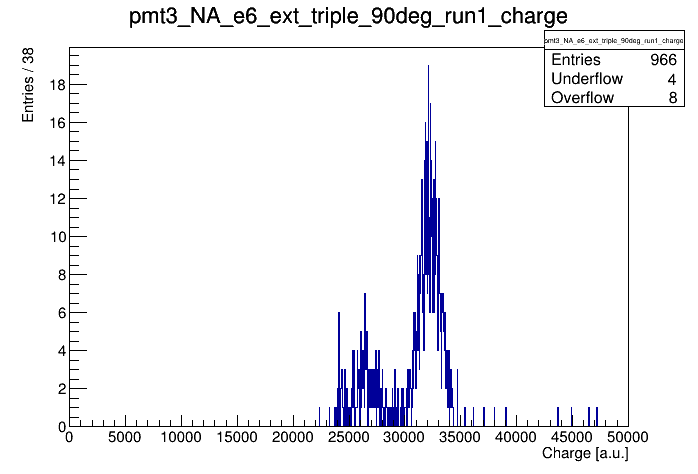 pmt3_NA_e6_ext_triple_90deg_run1_charge
pmt3_NA_e6_ext_triple_90deg_run1_charge
Entries 966
Underflow 4
Overflow 8
Entries / 38
18
16
14
12
10
8
6
4
2
0
0 5000 10000 15000 20000 25000 30000 35000 40000 45000 50000
Charge [a.u.]